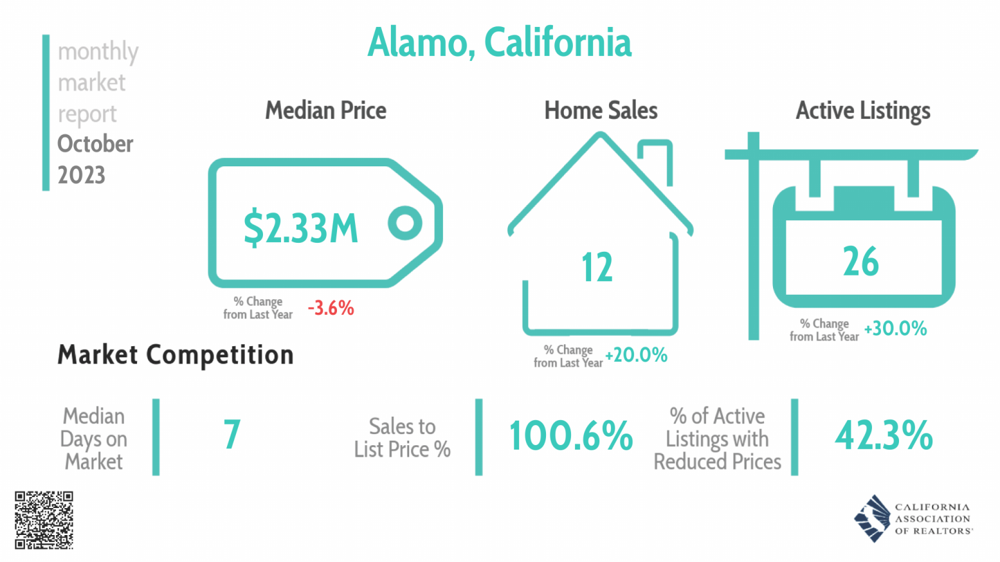 Alamo, California
monthly
market
report
October
2023
Median Price
$2.33M
% Change
from Last Year
-3.6%
Home Sales
12
% Change
from Last Year
+20.0%
Active Listings
26
% Change
from Last Year
+30.0%
Market Competition
Median
Days on
Market
7
Sales to
List Price %
100.6%
% of Active
Listings with
Reduced Prices
42.3%
CALIFORNIA
ASSOCIATION
OF REALTORS®